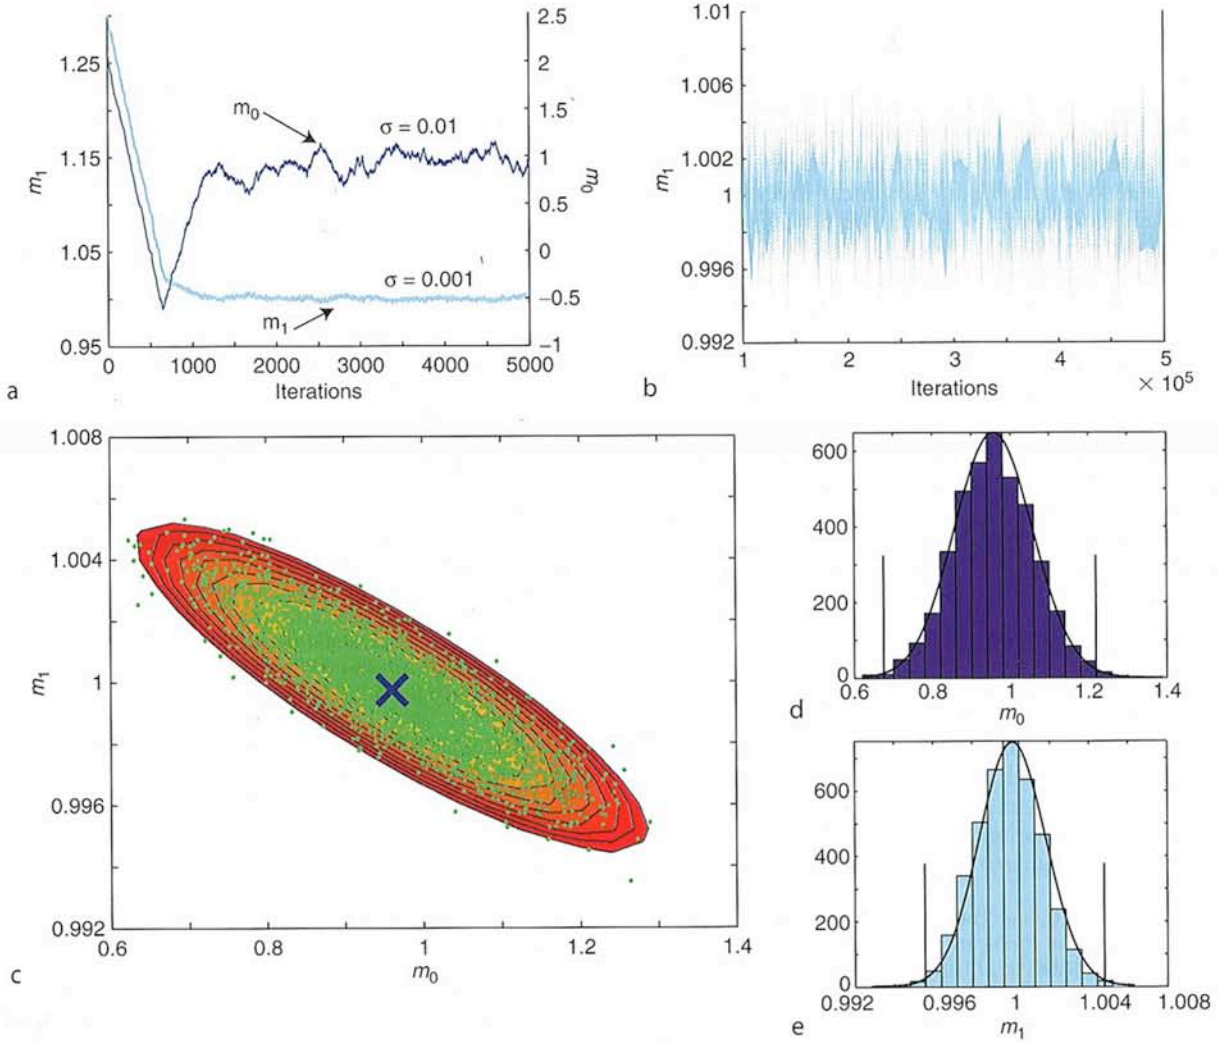 1.25
1.15
1.05
0.95
m₁
2.5
2
1.5
1
0.5
0
−0.5
−1
m₀
m₀
σ = 0.01
σ = 0.001
m₁
0 1000 2000 3000 4000 5000
Iterations
a
1.01
1.006
1.002
1
0.996
0.992
m₁
1 2 3 4 5
Iterations × 10⁵
b
1.008
1.004
1
0.996
0.992
m₁
0.6 0.8 1 1.2 1.4
m₀
c
600
400
200
0
0.6 0.8 1 1.2 1.4
m₀
d
600
400
200
0
0.992 0.996 1 1.004 1.008
m₁
e